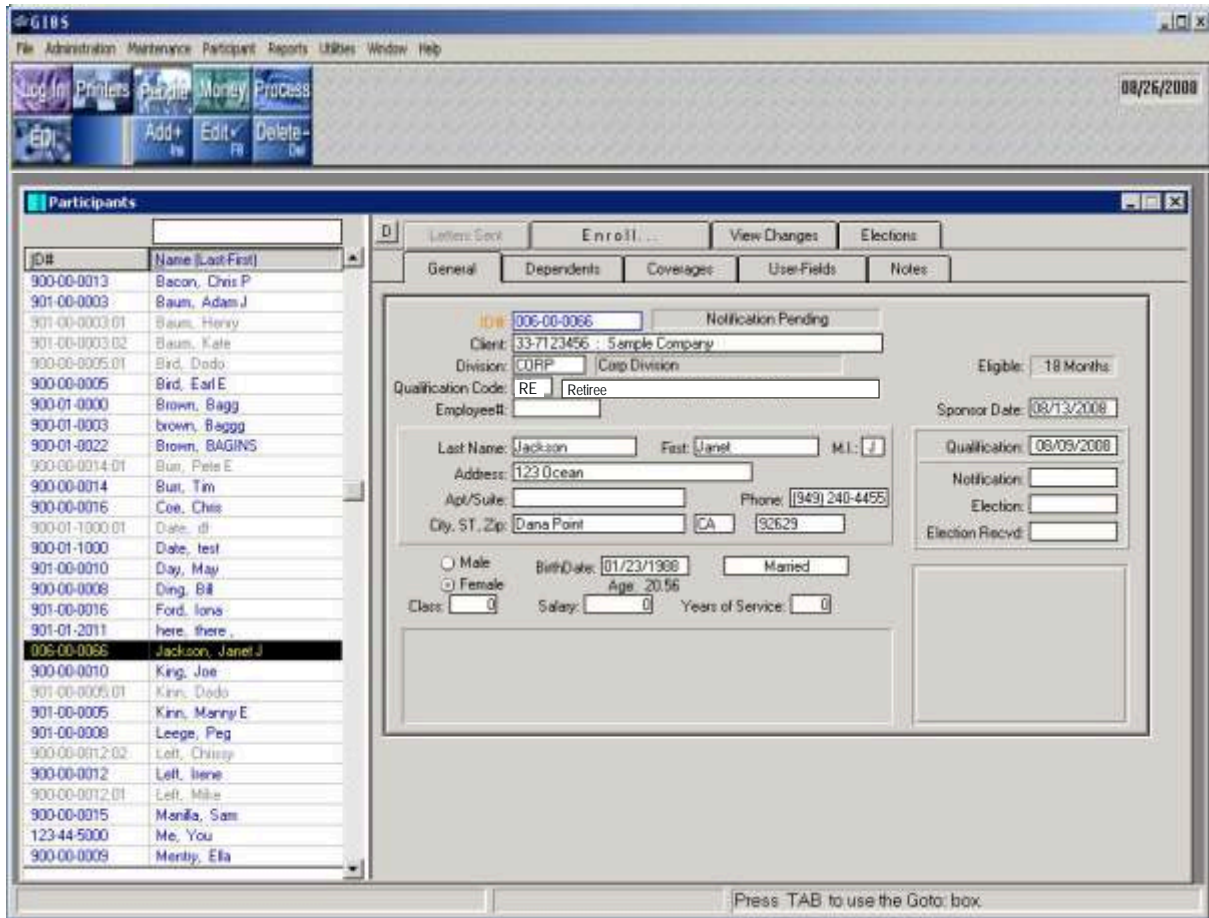 GIBS
File Administration Maintenance Participant Reports Utilities Window Help
Log In Printers People Money Process
08/26/2008
EDI Add+ Ins Edit✓ F8 Delete- Del
Participants
D Letters Sent Enroll... View Changes Elections
General Dependents Coverages User-Fields Notes
ID# Name (Last-First)
900-00-0013 Bacon, Chris P
901-00-0003 Baum, Adam J
901-00-0003:01 Baum, Henry
901-00-0003:02 Baum, Kate
900-00-0005:01 Bird, Dodo
900-00-0005 Bird, Earl E
900-01-0000 Brown, Bagg
900-01-0003 brown, Baggg
900-01-0022 Brown, BAGINS
900-00-0014:01 Burr, Pete E
900-00-0014 Burr, Tim
900-00-0016 Coe, Chris
900-01-1000:01 Date, dt
900-01-1000 Date, test
901-00-0010 Day, May
900-00-0008 Ding, Bill
901-00-0016 Ford, Iona
901-01-2011 here, there ,
006-00-0066 Jackson, Janet J
900-00-0010 King, Joe
901-00-0005:01 Kinn, Dodo
901-00-0005 Kinn, Manny E
901-00-0008 Leege, Peg
900-00-0012:02 Left, Chrissy
900-00-0012 Left, Irene
900-00-0012:01 Left, Mike
900-00-0015 Manilla, Sam
123-44-5000 Me, You
900-00-0009 Ella
ID#: 006-00-0066 Notification Pending
Client: 33-7123456 : Sample Company
Division: CORP Corp Division Eligible: 18 Months
Qualification Code: RE Retiree
Employee#: Sponsor Date: 08/13/2008
Last Name: Jackson First: Janet M.I.: J Qualification: 08/09/2008
Address: 123 Ocean Notification:
Apt/Suite: Phone: (949) 240-4455 Election:
City, ST, Zip: Dana Point CA 92629 Election Recvd:
Male BirthDate: 01/23/1988 Married
Female Age: 20.56
Class: 0 Salary: 0 Years of Service: 0
Press TAB to use the Goto: box.